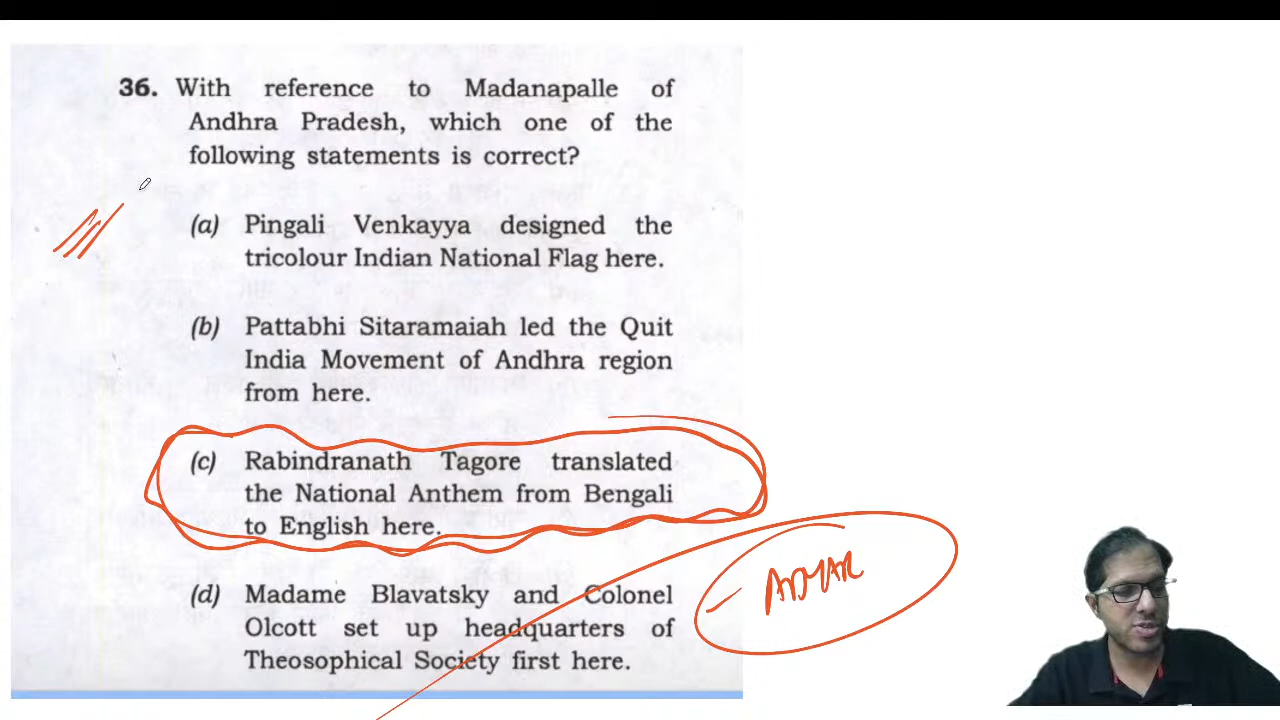 36. With reference to Madanapalle of
Andhra Pradesh, which one of the
following statements is correct?
(a) Pingali Venkayya designed the
tricolour Indian National Flag here.
(b) Pattabhi Sitaramaiah led the Quit
India Movement of Andhra region
from here.
(c) Rabindranath Tagore translated
the National Anthem from Bengali
to English here.
(d) Madame Blavatsky and Colonel
Olcott set up headquarters of
Theosophical Society first here.
- ADYAR